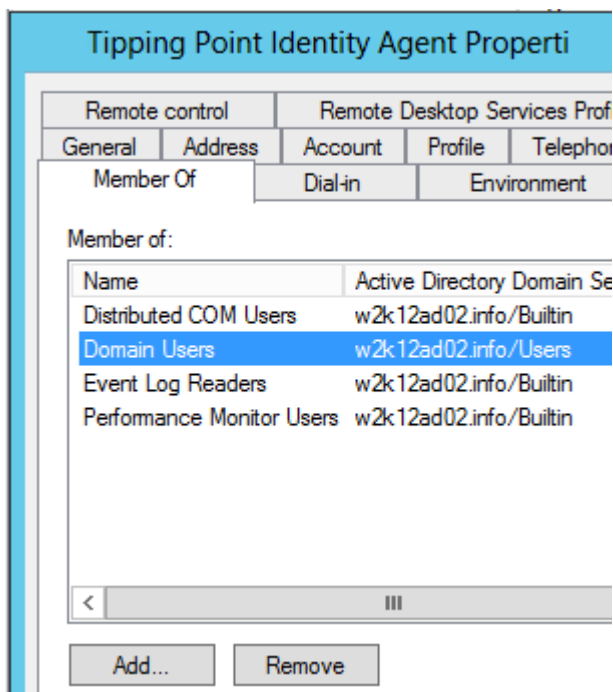 Tipping Point Identity Agent Properti
Remote control Remote Desktop Services Prof
General Address Account Profile Telephon
Member Of Dial-in Environment
Member of:
Name Active Directory Domain Se
Distributed COM Users w2k12ad02.info/Builtin
Domain Users w2k12ad02.info/Users
Event Log Readers w2k12ad02.info/Builtin
Performance Monitor Users w2k12ad02.info/Builtin
Add... Remove